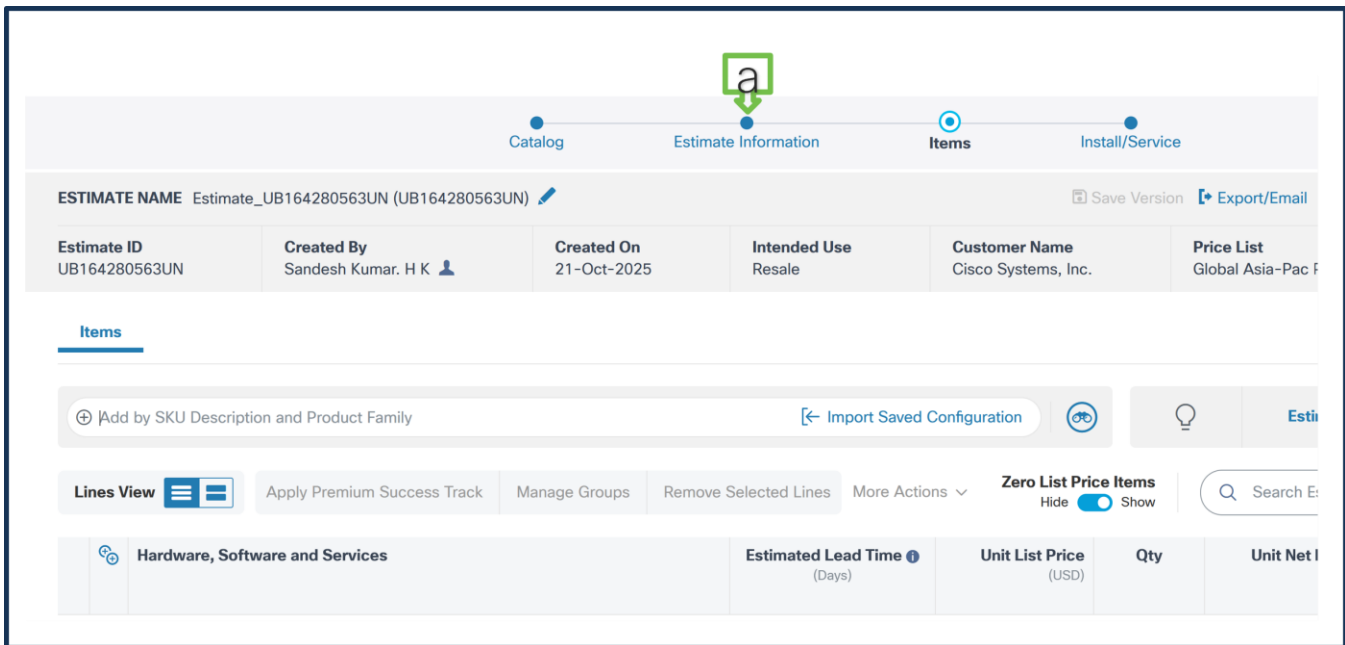 a
Catalog Estimate Information Items Install/Service
ESTIMATE NAME Estimate_UB164280563UN (UB164280563UN) Save Version Export/Email
Estimate ID Created By Created On Intended Use Customer Name Price List
UB164280563UN Sandesh Kumar. H K 21-Oct-2025 Resale Cisco Systems, Inc. Global Asia-Pac
Items
Add by SKU Description and Product Family Import Saved Configuration
Lines View Apply Premium Success Track Manage Groups Remove Selected Lines More Actions Zero List Price Items
Hide Show Search
Hardware, Software and Services Estimated Lead Time Unit List Price Qty Unit Net
(Days) (USD)